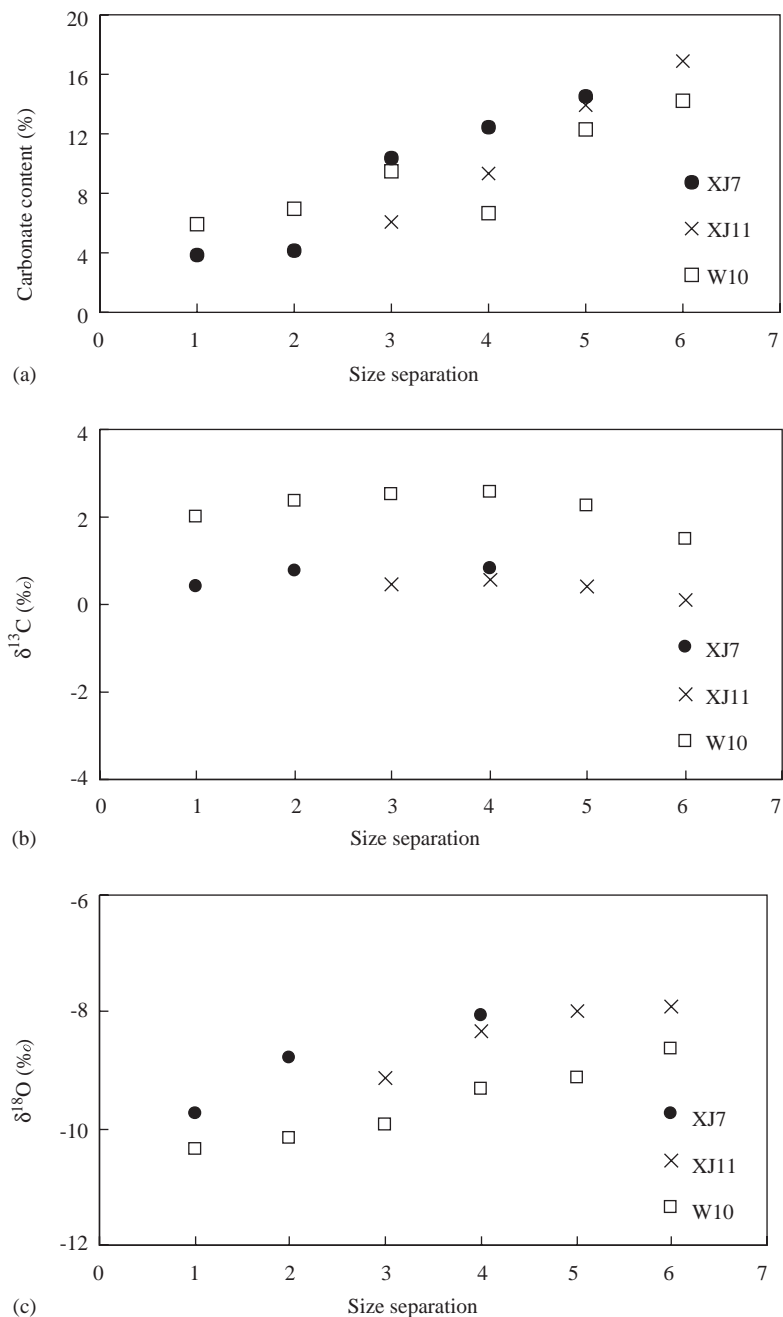 20
16
12
8
4
0
Carbonate content (%)
XJ7
XJ11
W10
0 1 2 3 4 5 6 7
(a) Size separation
4
2
0
-2
-4
δ¹³C (‰)
XJ7
XJ11
W10
0 1 2 3 4 5 6 7
(b) Size separation
-6
-8
-10
-12
δ¹⁸O (‰)
XJ7
XJ11
W10
0 1 2 3 4 5 6 7
(c) Size separation